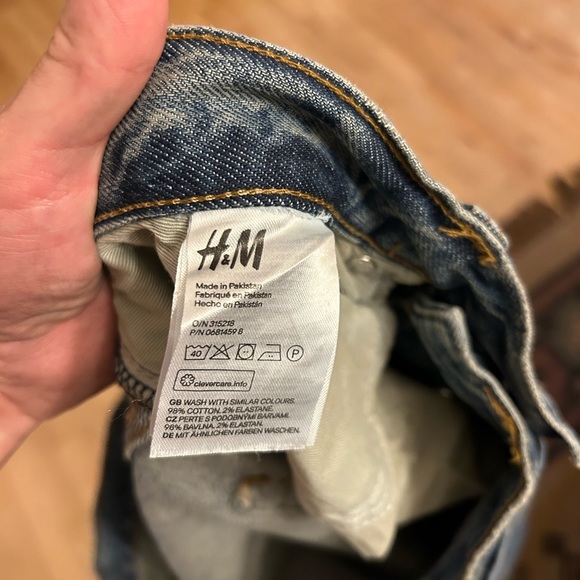 H&M
Made in Pakistan
Fabriqué en Pakistan
Hecho en Pakistán
O/N 315218
P/N 0681459 8
40 P
clevercare.info
GB WASH WITH SIMILAR COLOURS.
98% COTTON, 2% ELASTANE.
CZ PERTE S PODOBNÝMI BARVAMI.
98% BAVLNA, 2% ELASTAN.
DE MIT ÄHNLICHEN FARBEN WASCHEN.